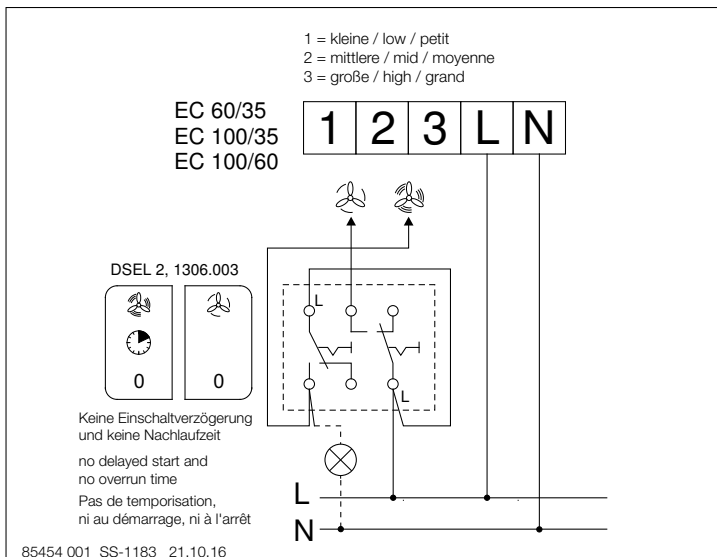 1 = kleine / low / petit
2 = mittlere / mid / moyenne
3 = große / high / grand
EC 60/35
EC 100/35
EC 100/60
1 2 3 L N
DSEL 2, 1306.003
L
0 0
L
Keine Einschaltverzögerung
und keine Nachlaufzeit
no delayed start and
no overrun time
Pas de temporisation,
ni au démarrage, ni à l'arrêt
L
N
85454 001 SS-1183 21.10.16